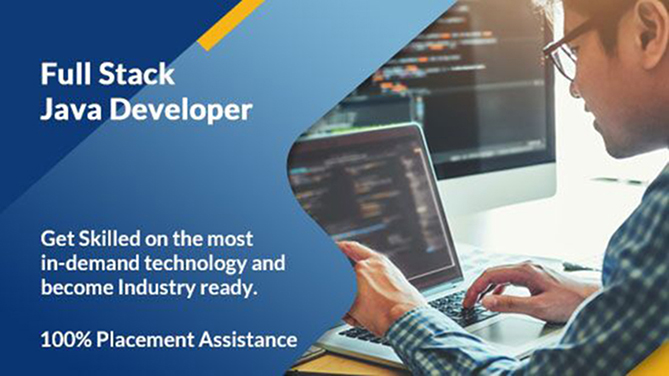 Full Stack
Java Developer
Get Skilled on the most
in-demand technology and
become Industry ready.
100% Placement Assistance